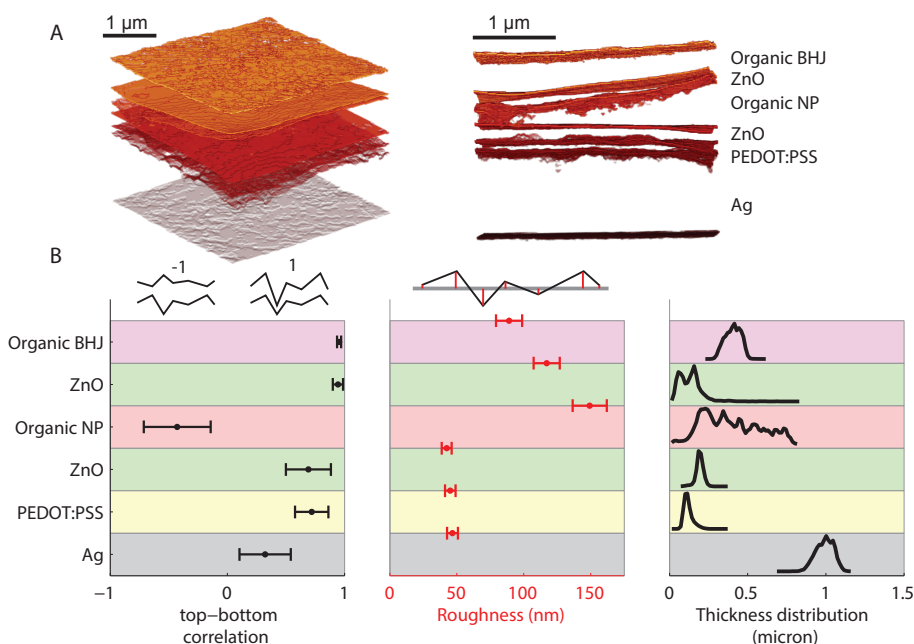 A
1 µm
1 µm
Organic BHJ
ZnO
Organic NP
ZnO
PEDOT:PSS
Ag
B
-1
1
Organic BHJ
ZnO
Organic NP
ZnO
PEDOT:PSS
Ag
-1
0
1
top-bottom
correlation
0
50
100
150
Roughness (nm)
0
0.5
1
1.5
Thickness distribution
(micron)